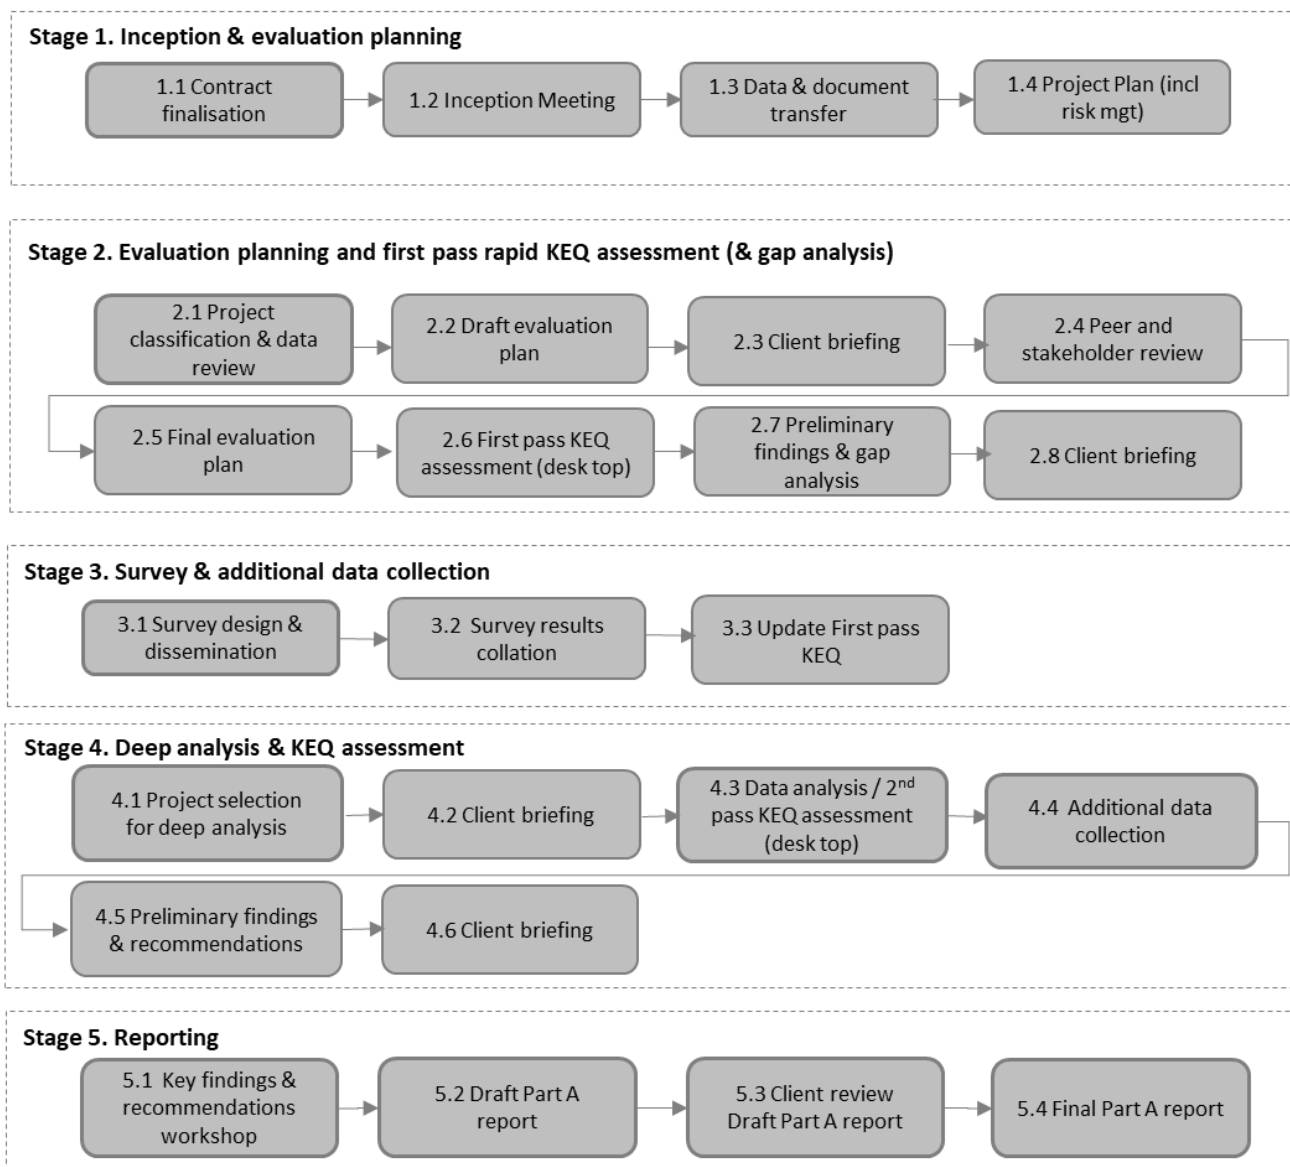 Stage 1. Inception & evaluation planning
1.1 Contract
finalisation
1.2 Inception Meeting
1.3 Data & document
transfer
1.4 Project Plan (incl
risk mgt)
Stage 2. Evaluation planning and first pass rapid KEQ assessment (& gap analysis)
2.1 Project
classification & data
review
2.2 Draft evaluation
plan
2.3 Client briefing
2.4 Peer and
stakeholder review
2.5 Final evaluation
plan
2.6 First pass KEQ
assessment (desk top)
2.7 Preliminary
findings & gap
analysis
2.8 Client briefing
Stage 3. Survey & additional data collection
3.1 Survey design &
dissemination
3.2 Survey results
collation
3.3 Update First pass
KEQ
Stage 4. Deep analysis & KEQ assessment
4.1 Project selection
for deep analysis
4.2 Client briefing
4.3 Data analysis / 2nd
pass KEQ assessment
(desk top)
4.4 Additional data
collection
4.5 Preliminary findings
& recommendations
4.6 Client briefing
Stage 5. Reporting
5.1 Key findings &
recommendations
workshop
5.2 Draft Part A
report
5.3 Client review
Draft Part A report
5.4 Final Part A report